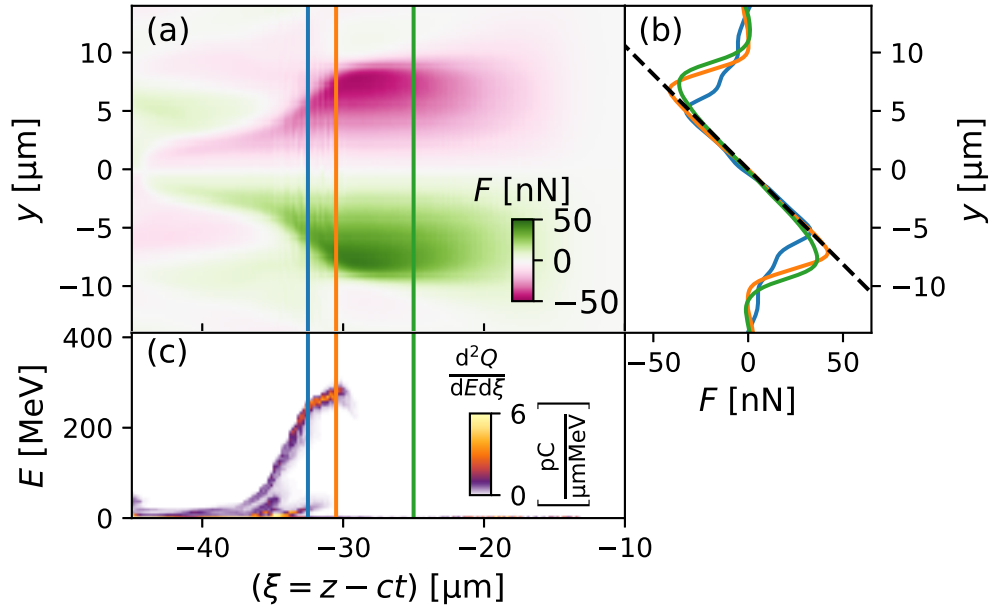 (a)
(b)
10
5
0
−5
−10
y [μm]
F [nN]
50
0
−50
10
5
0
−5
−10
y [μm]
−50 0 50
F [nN]
(c)
400
200
0
E [MeV]
d²Q
dEdξ
6
0
[pC
μmMeV]
−40 −30 −20 −10
(ξ = z − ct) [μm]